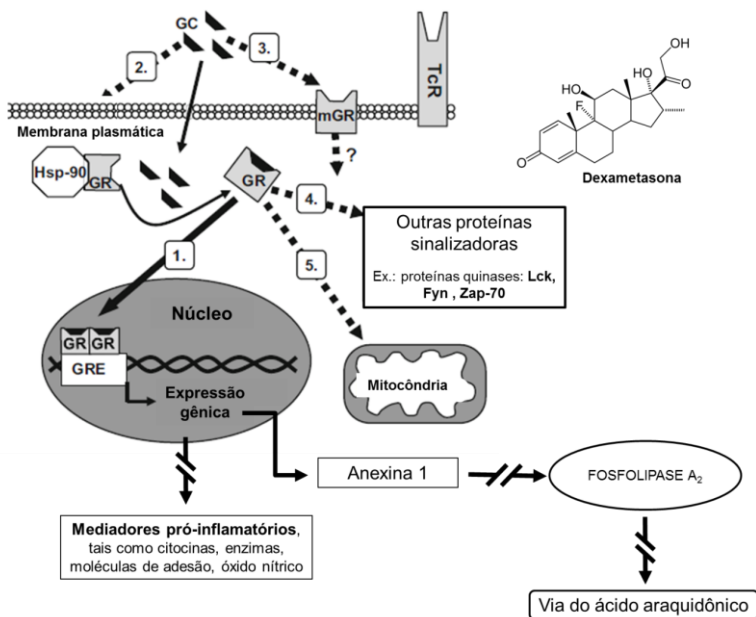 GC
2.
3.
TcR
mGR
Membrana plasmática
?
Hsp-90
GR
GR
4.
1.
5.
OH
O
HO
OH
F
O
Dexametasona
Outras proteínas
sinalizadoras
Ex.: proteínas quinases: Lck,
Fyn , Zap-70
Núcleo
GR GR
GRE
Expressão
gênica
Mitocôndria
Anexina 1
FOSFOLIPASE A₂
Mediadores pró-inflamatórios,
tais como citocinas, enzimas,
moléculas de adesão, óxido nítrico
Via do ácido araquidônico